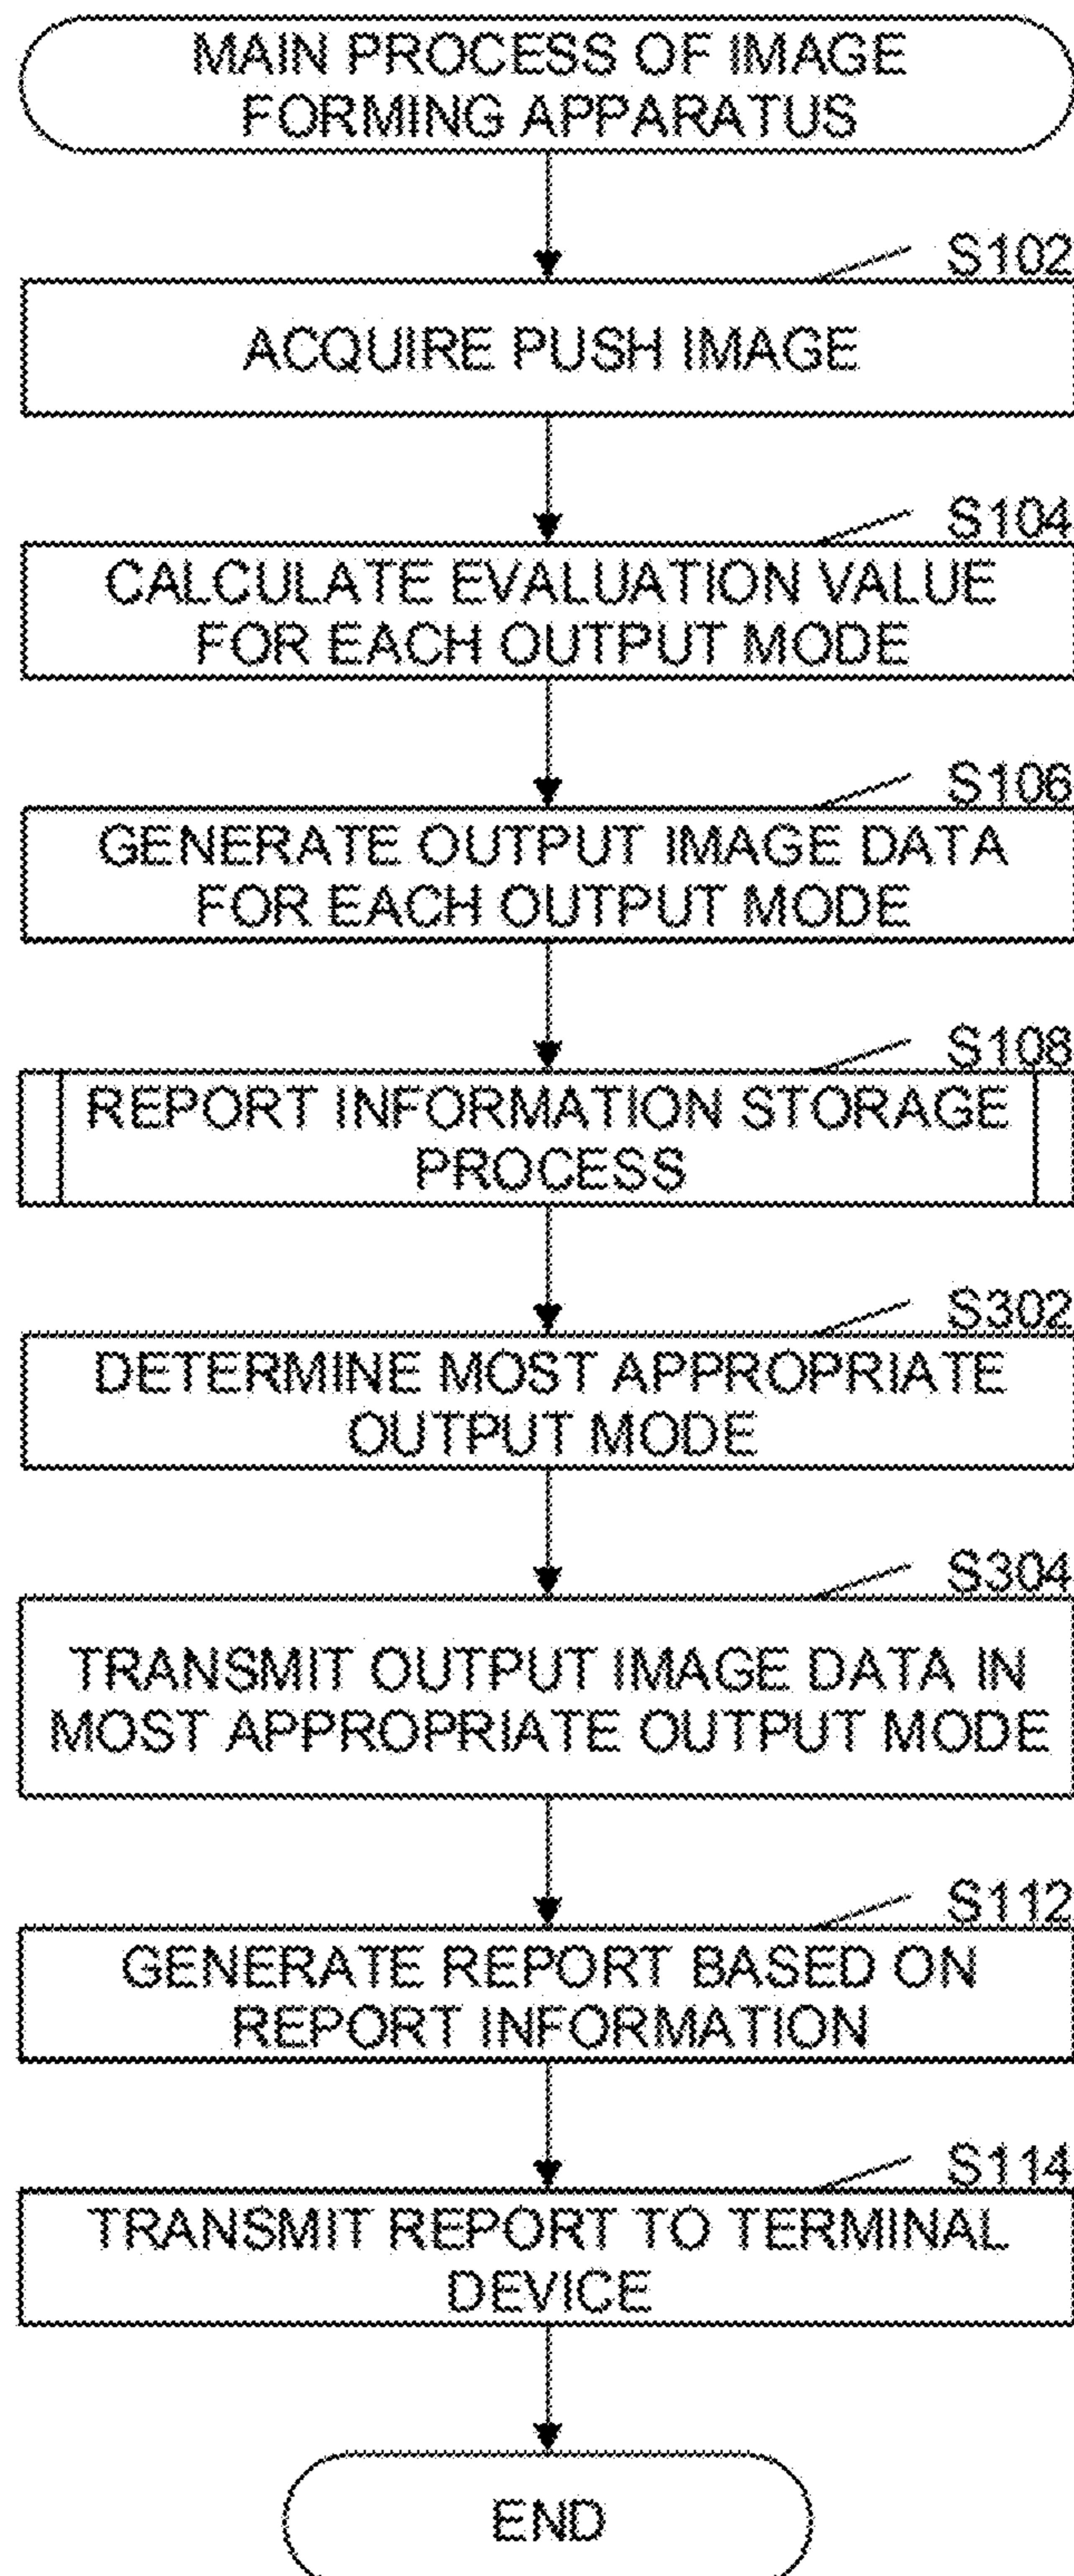 MAIN PROCESS OF IMAGE
FORMING APPARATUS
S102
ACQUIRE PUSH IMAGE
S104
CALCULATE EVALUATION VALUE
FOR EACH OUTPUT MODE
S106
GENERATE OUTPUT IMAGE DATA
FOR EACH OUTPUT MODE
S108
REPORT INFORMATION STORAGE
PROCESS
S302
DETERMINE MOST APPROPRIATE
OUTPUT MODE
S304
TRANSMIT OUTPUT IMAGE DATA IN
MOST APPROPRIATE OUTPUT MODE
S112
GENERATE REPORT BASED ON
REPORT INFORMATION
S114
TRANSMIT REPORT TO TERMINAL
DEVICE
END